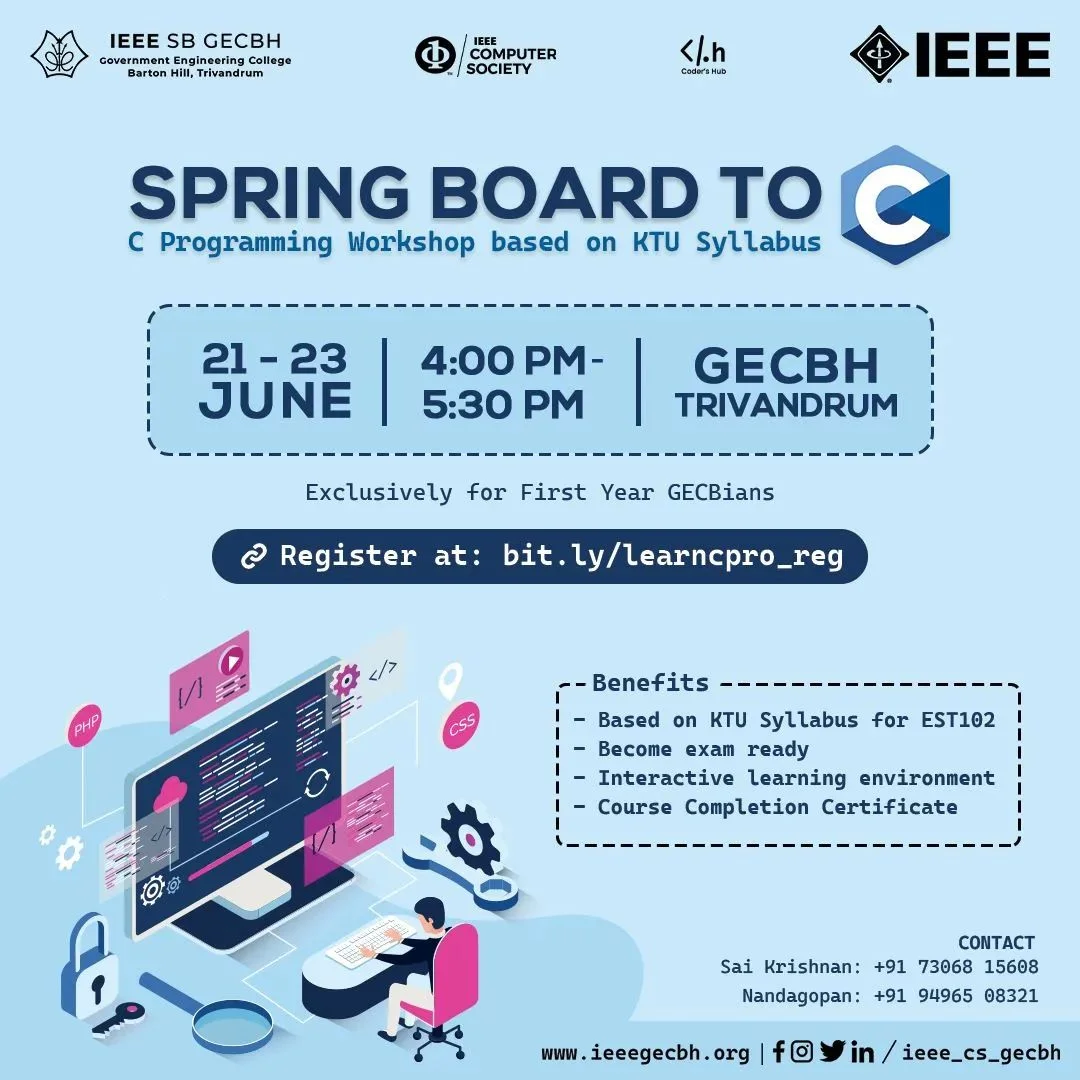 IEEE SB GECBH
Government Engineering College
Barton Hill, Trivandrum
IEEE
COMPUTER
SOCIETY
</.h
Coder's Hub
IEEE
SPRING BOARD TO C
C Programming Workshop based on KTU Syllabus
21 - 23
JUNE
4:00 PM-
5:30 PM
GECBH
TRIVANDRUM
Exclusively for First Year GECBians
Register at: bit.ly/learncpro_reg
PHP
[/}
</>
CSS
</>
[/}
Benefits
- Based on KTU Syllabus for EST102
- Become exam ready
- Interactive learning environment
- Course Completion Certificate
CONTACT
Sai Krishnan: +91 73068 15608
Nandagopan: +91 94965 08321
www.ieeegecbh.org | / ieee_cs_gecbh